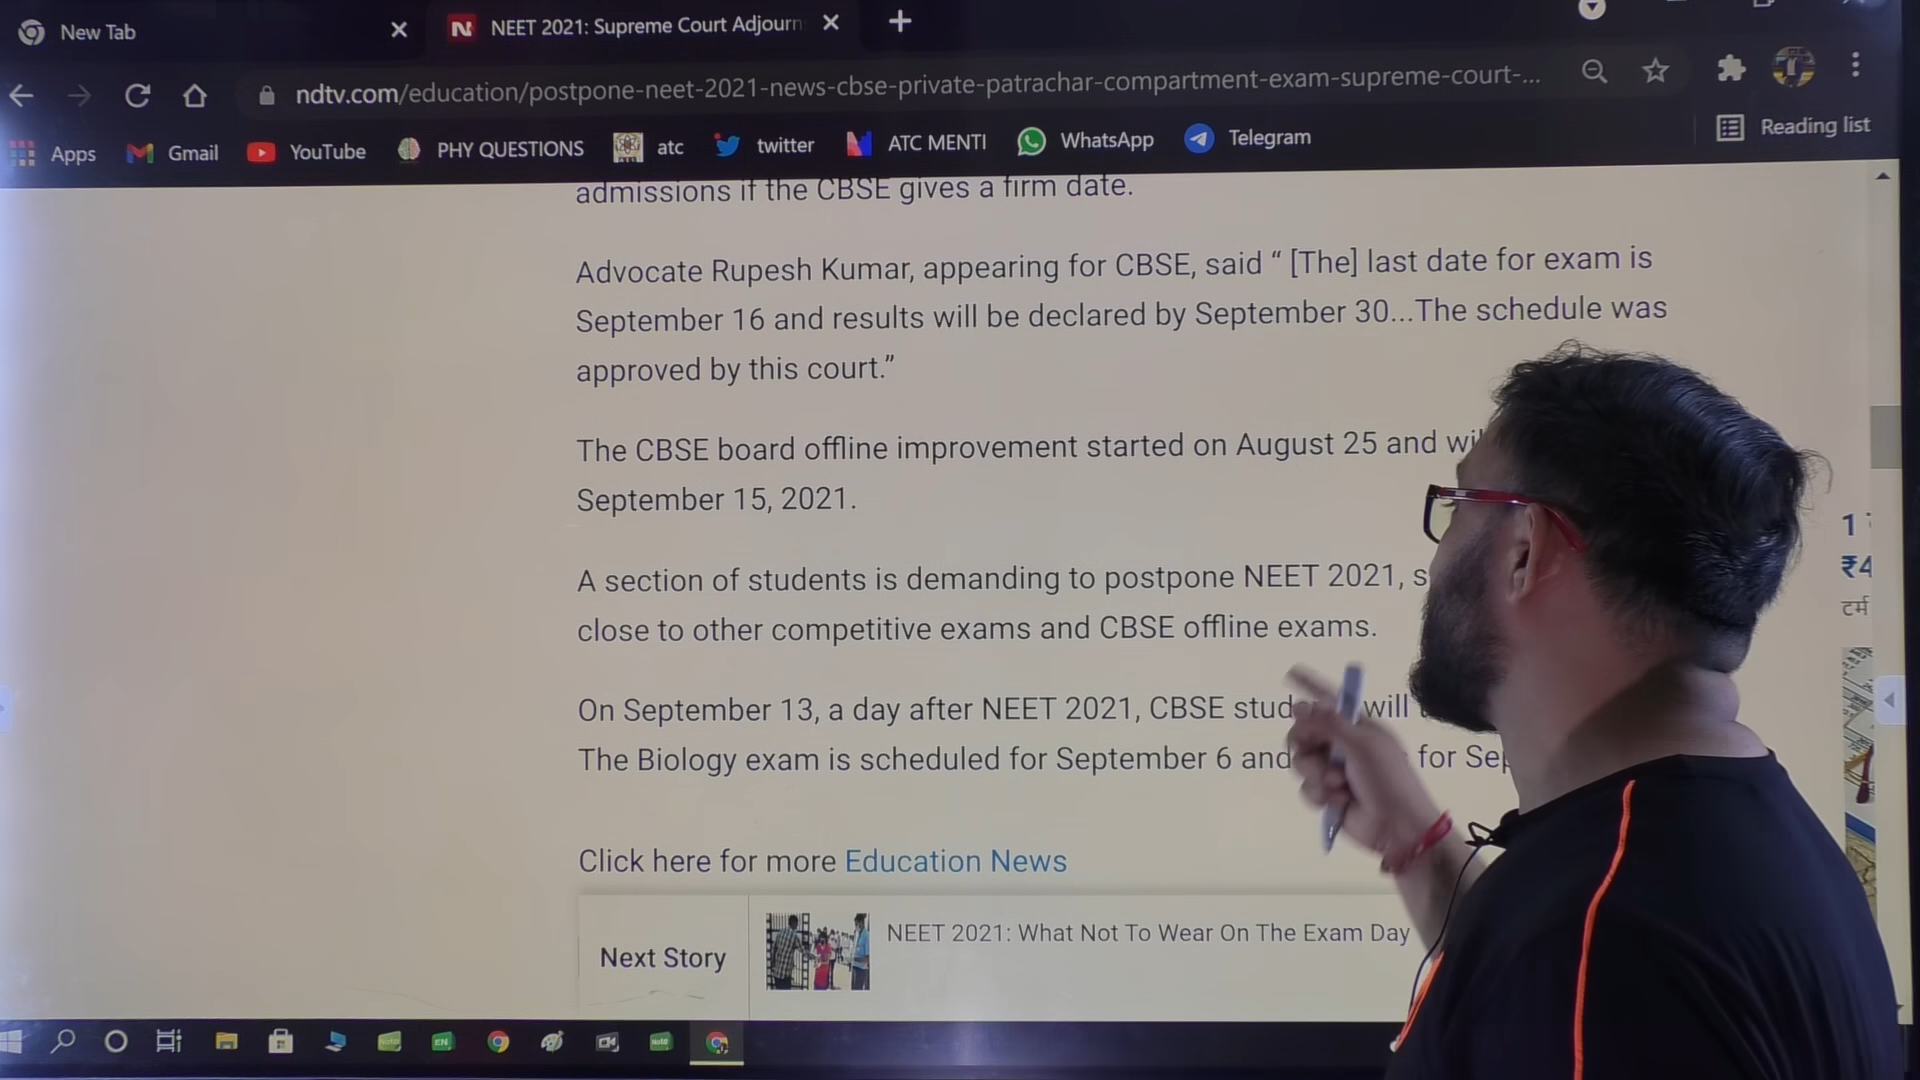 New Tab
NEET 2021: Supreme Court Adjourn
ndtv.com/education/postpone-neet-2021-news-cbse-private-patrachar-compartment-exam-supreme-court-...
Apps Gmail YouTube PHY QUESTIONS atc twitter ATC MENTI WhatsApp Telegram Reading list
admissions if the CBSE gives a firm date.
Advocate Rupesh Kumar, appearing for CBSE, said “ [The] last date for exam is
September 16 and results will be declared by September 30...The schedule was
approved by this court.”
The CBSE board offline improvement started on August 25 and
September 15, 2021.
A section of students is demanding to postpone NEET 2021,
close to other competitive exams and CBSE offline exams.
On September 13, a day after NEET 2021, CBSE will
The Biology exam is scheduled for September 6 and for
Click here for more Education News
Next Story
NEET 2021: What Not To Wear On The Exam Day
1
₹4
टर्म
EN